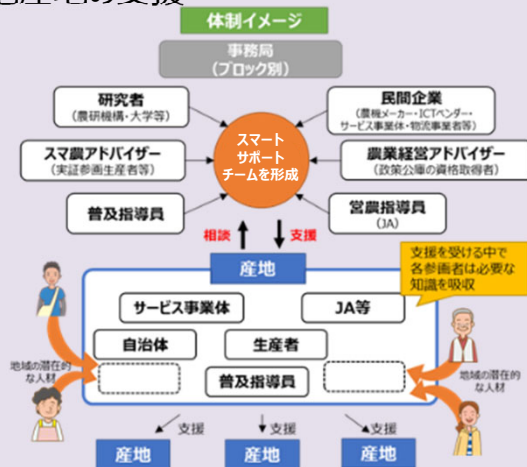 体制イメージ
事務局
(ブロック別)
研究者
(農研機構・大学等)
民間企業
(農機メーカー・ICTベンダー・
サービス事業体・物流事業者等)
スマート
サポート
チームを形成
スマ農アドバイザー
(実証参画生産者等)
農業経営アドバイザー
(政策公庫の資格取得者)
普及指導員
営農指導員
(JA)
相談
支援
産地
支援を受ける中で
各参画者は必要な
知識を吸収
サービス事業体
JA等
自治体
生産者
普及指導員
地域の潜在的
な人材
地域の潜在的
な人材
支援
支援
支援
産地
産地
産地